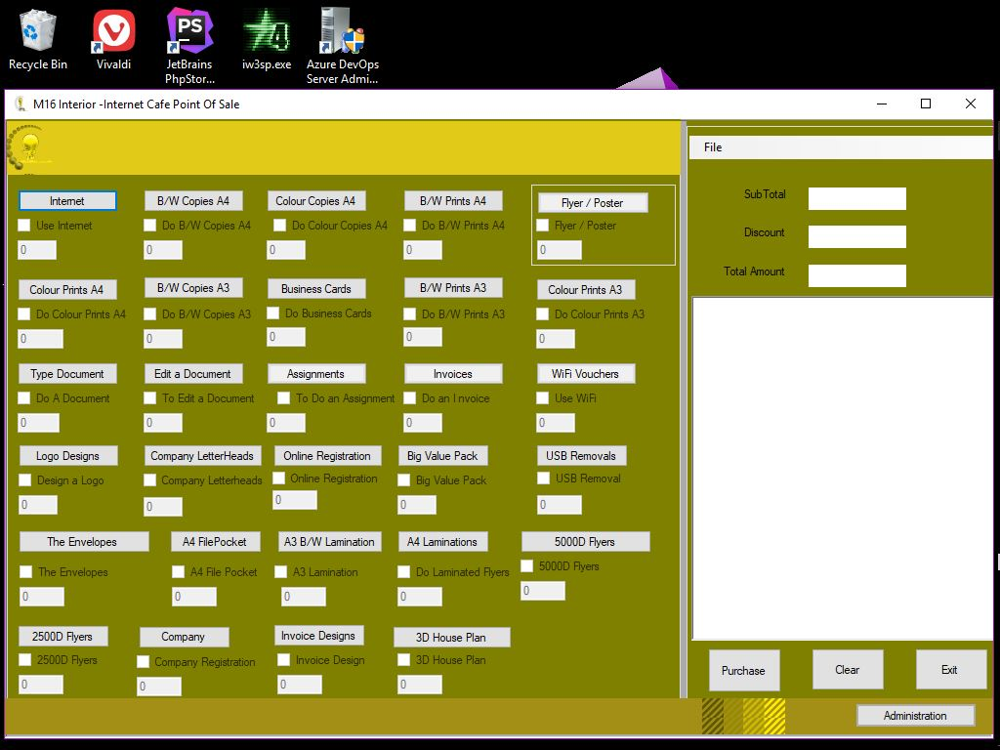 Recycle Bin
Vivaldi
JetBrains PhpStor...
iw3sp.exe
Azure DevOps Server Admi...
PS
4
M16 Interior -Internet Cafe Point Of Sale
File
Internet
B/W Copies A4
Colour Copies A4
B/W Prints A4
Flyer / Poster
Use Internet
Do B/W Copies A4
Do Colour Copies A4
Do B/W Prints A4
Flyer / Poster
0
0
0
0
0
SubTotal
Discount
Total Amount
Colour Prints A4
B/W Copies A3
Business Cards
B/W Prints A3
Colour Prints A3
Do Colour Prints A4
Do B/W Copies A3
Do Business Cards
Do B/W Prints A3
Do Colour Prints A3
0
0
0
0
0
Type Document
Edit a Document
Assignments
Invoices
WiFi Vouchers
Do A Document
To Edit a Document
To Do an Assignment
Do an I nvoice
Use WiFi
0
0
0
0
0
Logo Designs
Company LetterHeads
Online Registration
Big Value Pack
USB Removals
Design a Logo
Company Letterheads
Online Registration
Big Value Pack
USB Removal
0
0
0
0
0
The Envelopes
A4 FilePocket
A3 B/W Lamination
A4 Laminations
5000D Flyers
The Envelopes
A4 File Pocket
A3 Lamination
Do Laminated Flyers
5000D Flyers
0
0
0
0
0
2500D Flyers
Company
Invoice Designs
3D House Plan
2500D Flyers
Company Registration
Invoice Design
3D House Plan
0
0
0
0
Purchase
Clear
Exit
Administration